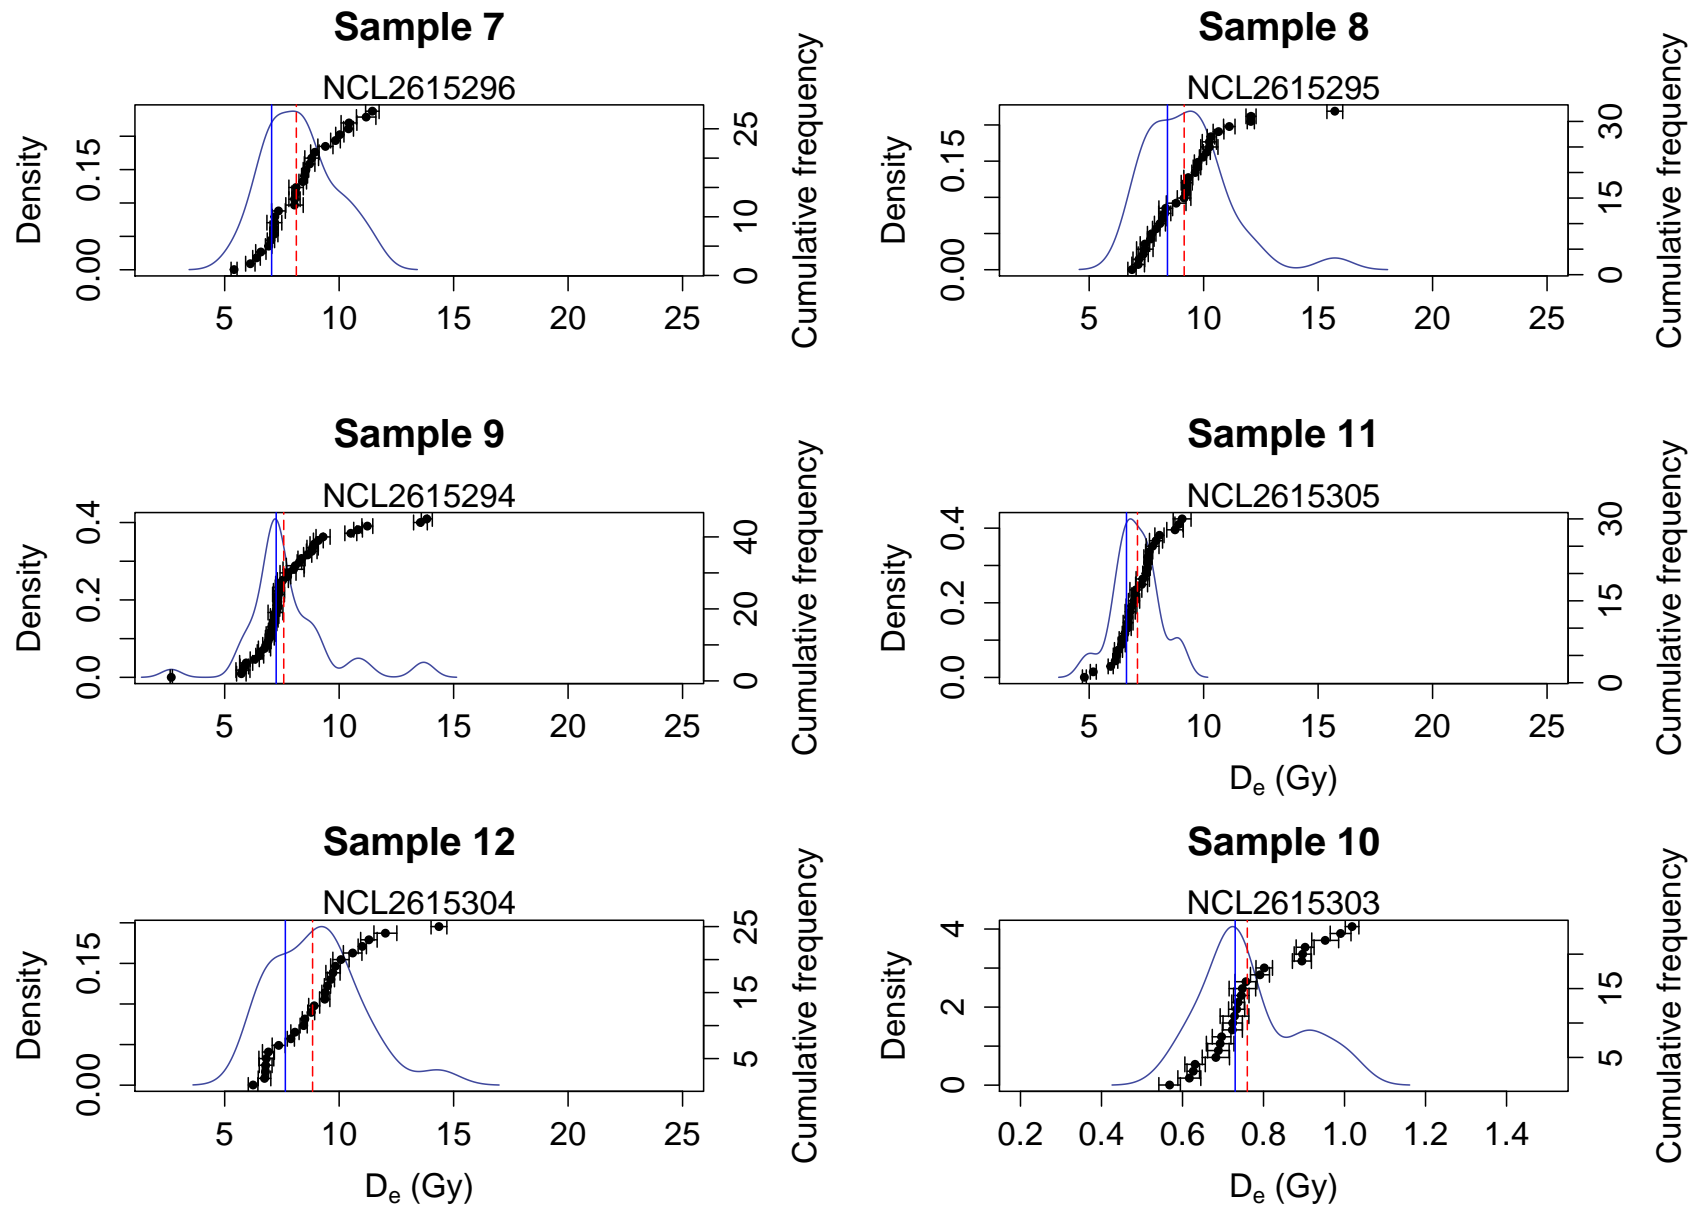 Sample 7
NCL2615296
Density
0.00
0.15
Cumulative frequency
0
10
25
5 10 15 20 25
Sample 8
NCL2615295
Density
0.00
0.15
Cumulative frequency
0
15
30
5 10 15 20 25
Sample 9
NCL2615294
Density
0.0
0.2
0.4
Cumulative frequency
0
20
40
5 10 15 20 25
Sample 11
NCL2615305
Density
0.0
0.2
0.4
Cumulative frequency
0
15
30
5 10 15 20 25
De (Gy)
Sample 12
NCL2615304
Density
0.00
0.15
Cumulative frequency
5
15
25
5 10 15 20 25
De (Gy)
Sample 10
NCL2615303
Density
0
2
4
Cumulative frequency
5
15
0.2 0.4 0.6 0.8 1.0 1.2 1.4
De (Gy)